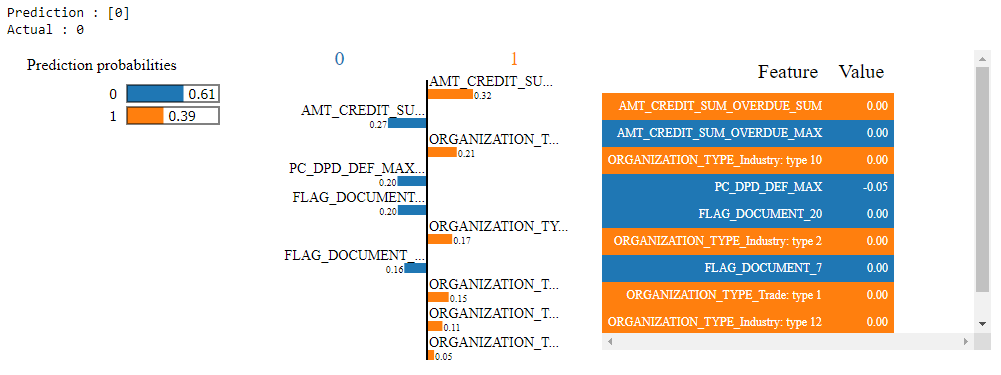 Prediction : [0]
Actual : 0
Prediction probabilities
0 0.61
1 0.39
0 1
AMT_CREDIT_SU...
0.32
AMT_CREDIT_SU...
0.27
ORGANIZATION_T...
0.21
PC_DPD_DEF_MAX...
0.20
FLAG_DOCUMENT...
0.20
ORGANIZATION_TY...
0.17
FLAG_DOCUMENT_...
0.16
ORGANIZATION_T...
0.15
ORGANIZATION_T...
0.11
ORGANIZATION_T...
0.05
Feature Value
AMT_CREDIT_SUM_OVERDUE_SUM 0.00
AMT_CREDIT_SUM_OVERDUE_MAX 0.00
ORGANIZATION_TYPE_Industry: type 10 0.00
PC_DPD_DEF_MAX -0.05
FLAG_DOCUMENT_20 0.00
ORGANIZATION_TYPE_Industry: type 2 0.00
FLAG_DOCUMENT_7 0.00
ORGANIZATION_TYPE_Trade: type 1 0.00
ORGANIZATION_TYPE_Industry: type 12 0.00